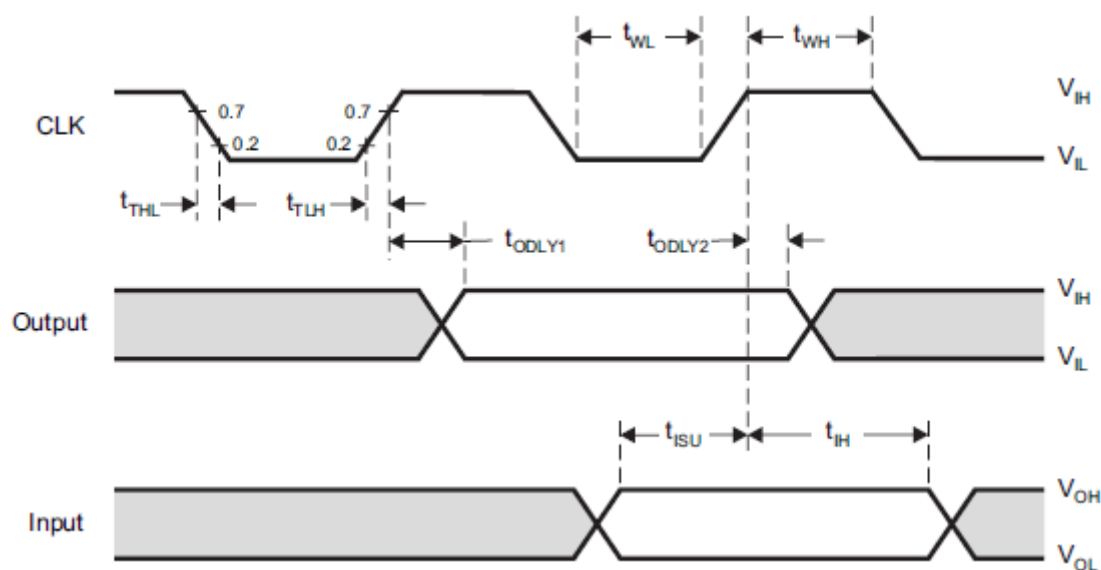 tWL tWH
VIH
CLK 0.7 0.7
0.2 0.2
VIL
tTHL tTLH
tODLY1 tODLY2
VIH
Output
VIL
tISU tIH
VOH
Input
VOL